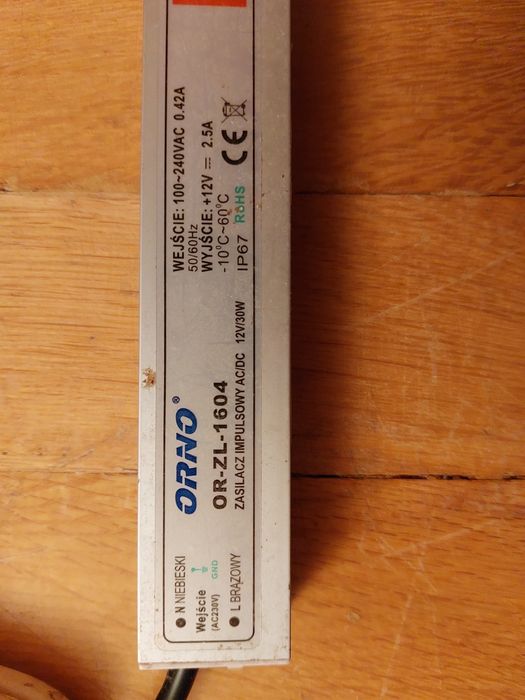 ORNO®
OR-ZL-1604
ZASILACZ IMPULSOWY AC/DC 12V/30W
WEJŚCIE: 100~240VAC 0.42A
50/60Hz
WYJŚCIE: +12V ⎓ 2.5A
-10°C~60°C
IP67 RoHS
CE
N NIEBIESKI
Wejście
(AC230V)
GND
L BRĄZOWY